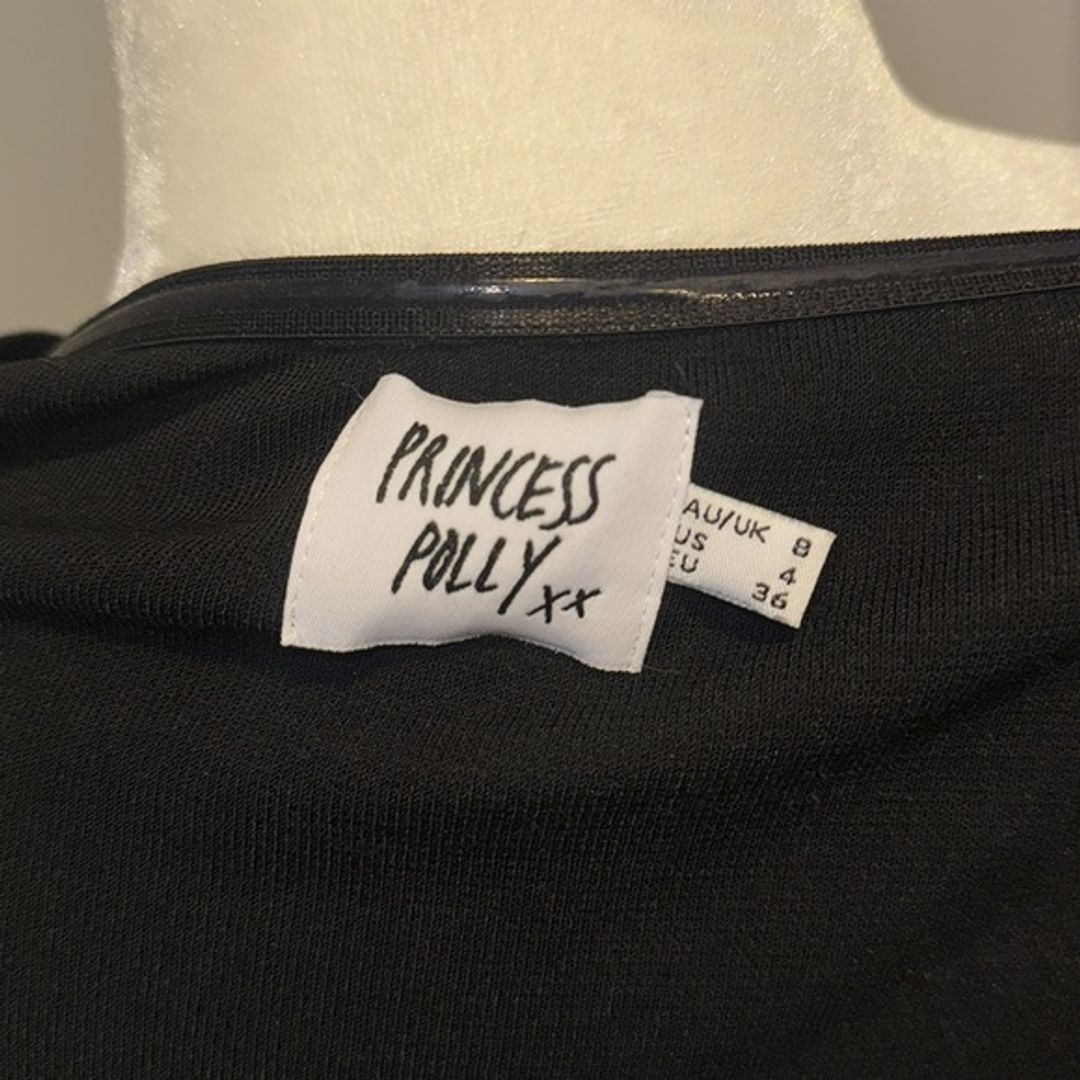 PRINCESS
POLLY xx
AU/UK 8
US 4
EU 36